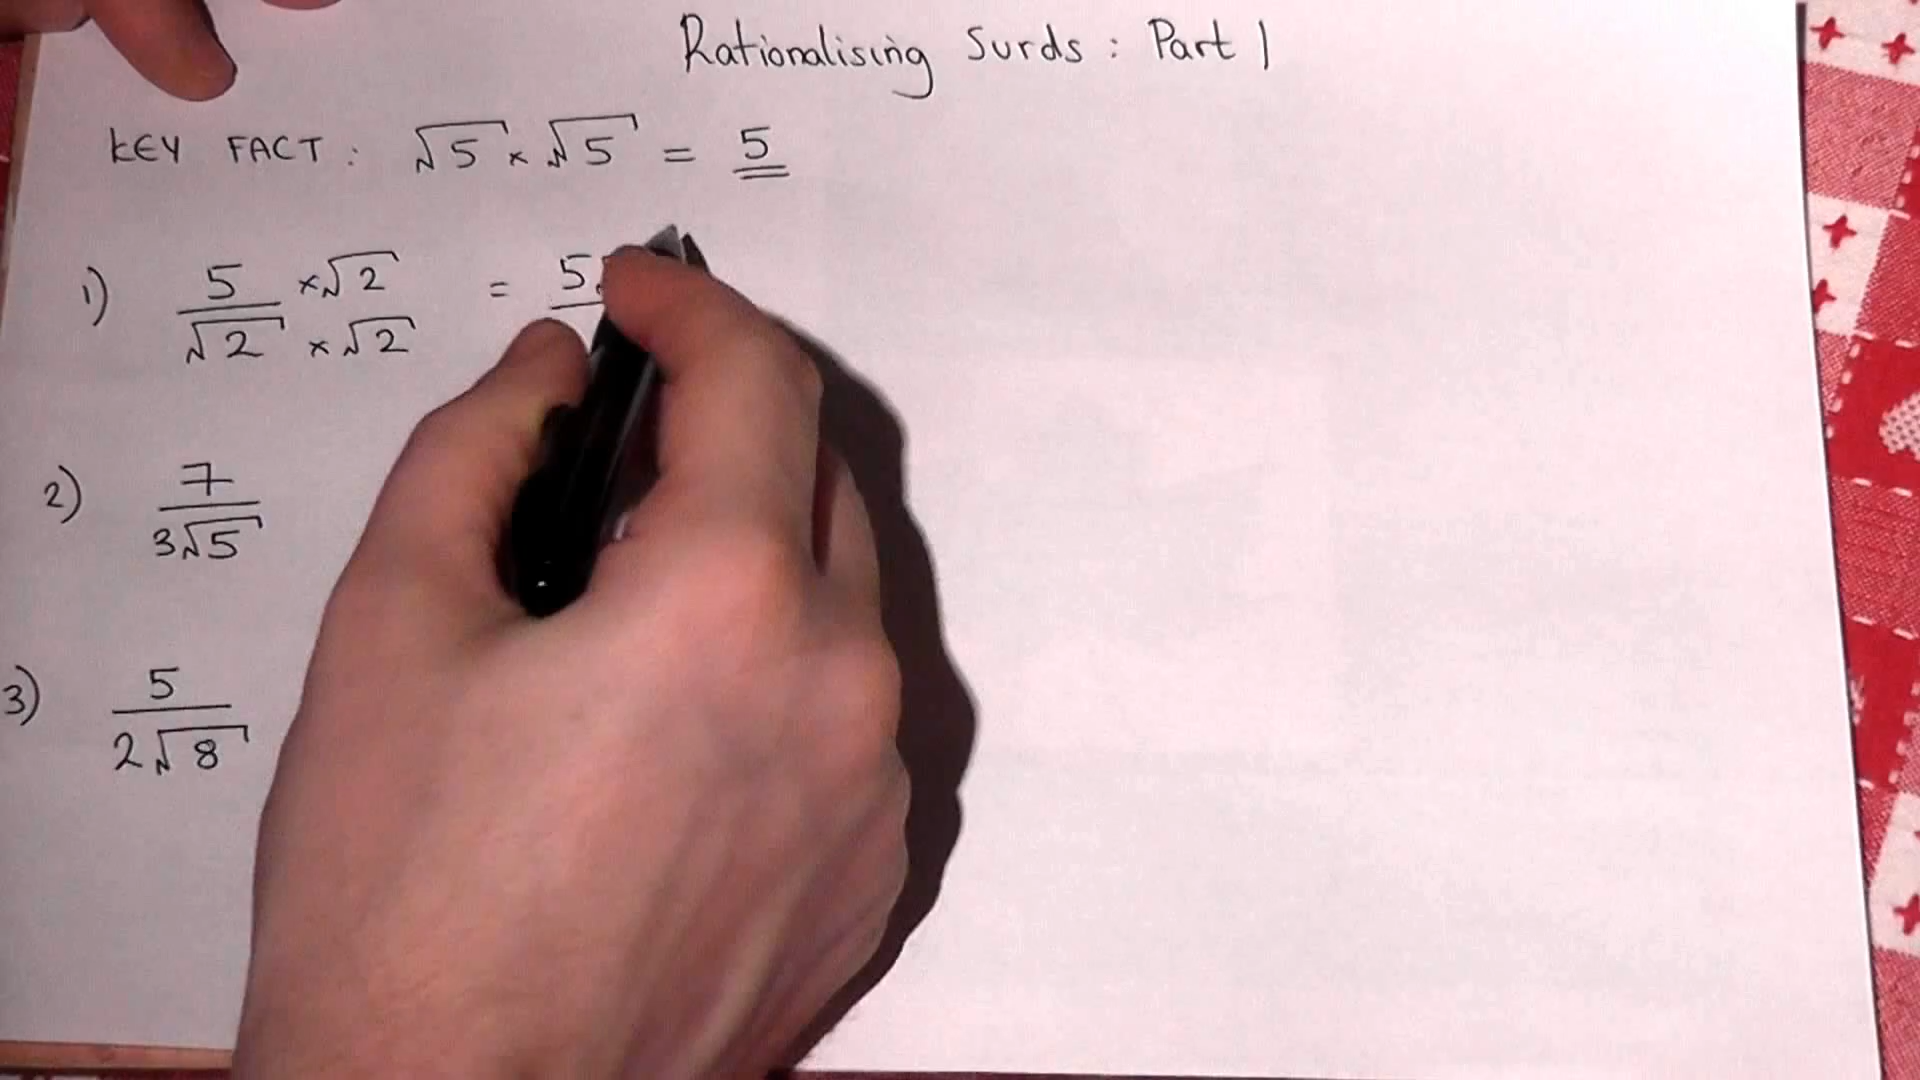 Rationalising Surds : Part 1
KEY FACT : √5 × √5 = 5
1) 5/√2 ×√2/×√2 = 5
2) 7/3√5
3) 5/2√8